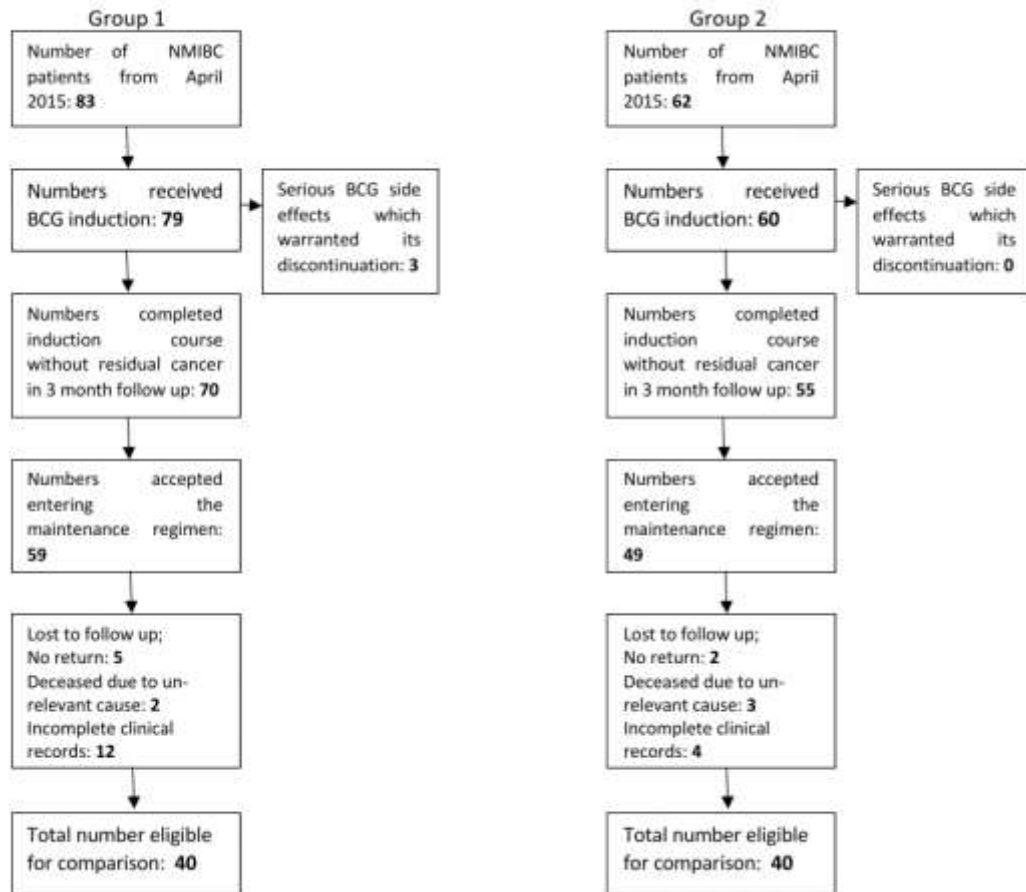 Group 1
Number of NMIBC
patients from April
2015: 83
Numbers received
BCG induction: 79
Serious BCG side
effects which
warranted its
discontinuation: 3
Numbers completed
induction course
without residual cancer
in 3 month follow up: 70
Numbers accepted
entering the
maintenance regimen:
59
Lost to follow up;
No return: 5
Deceased due to un-
relevant cause: 2
Incomplete clinical
records: 12
Total number eligible
for comparison: 40
Group 2
Number of NMIBC
patients from April
2015: 62
Numbers received
BCG induction: 60
Serious BCG side
effects which
warranted its
discontinuation: 0
Numbers completed
induction course
without residual cancer
in 3 month follow up: 55
Numbers accepted
entering the
maintenance regimen:
49
Lost to follow up;
No return: 2
Deceased due to un-
relevant cause: 3
Incomplete clinical
records: 4
Total number eligible
for comparison: 40